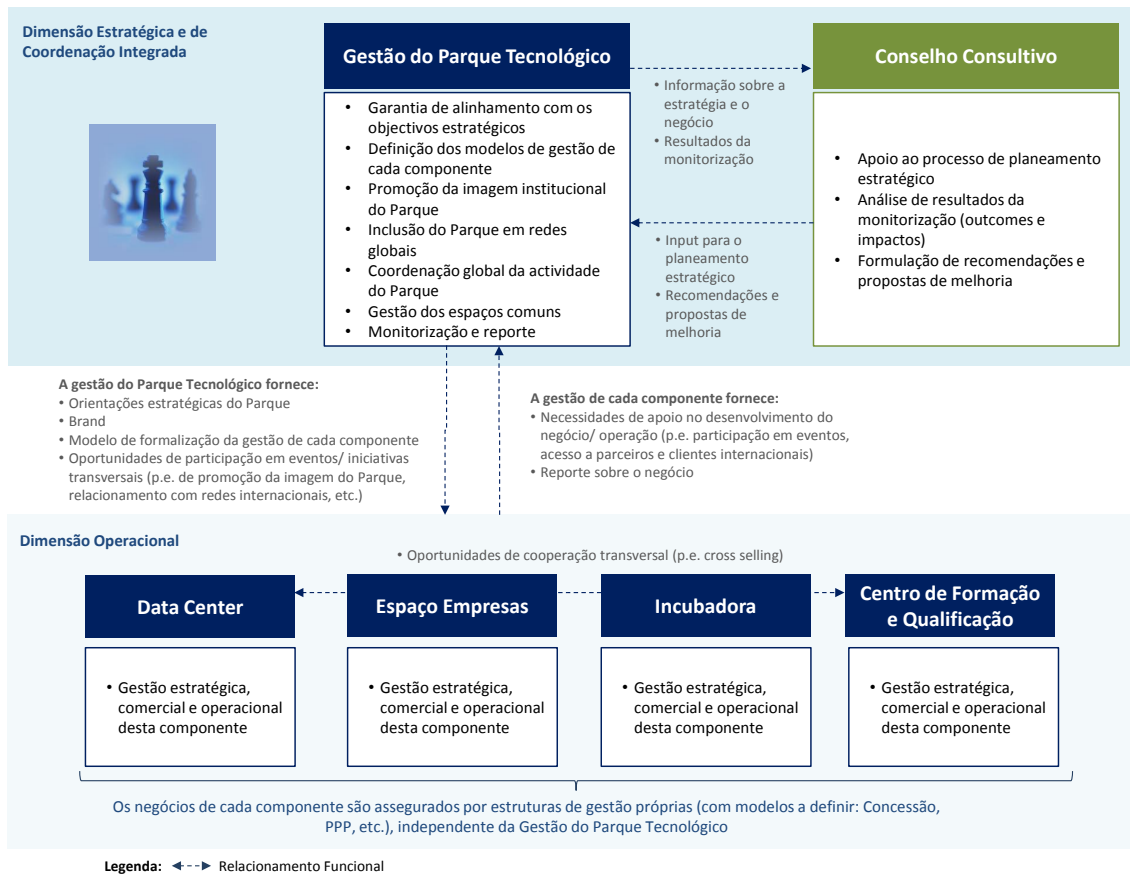 Dimensão Estratégica e de
Coordenação Integrada
Gestão do Parque Tecnológico
• Garantia de alinhamento com os
objectivos estratégicos
• Definição dos modelos de gestão de
cada componente
• Promoção da imagem institucional
do Parque
• Inclusão do Parque em redes
globais
• Coordenação global da actividade
do Parque
• Gestão dos espaços comuns
• Monitorização e reporte
• Informação sobre a
estratégia e o
negócio
• Resultados da
monitorização
• Input para o
planeamento
estratégico
• Recomendações e
propostas de
melhoria
Conselho Consultivo
• Apoio ao processo de planeamento
estratégico
• Análise de resultados da
monitorização (outcomes e
impactos)
• Formulação de recomendações e
propostas de melhoria
A gestão do Parque Tecnológico fornece:
• Orientações estratégicas do Parque
• Brand
• Modelo de formalização da gestão de cada componente
• Oportunidades de participação em eventos/ iniciativas
transversais (p.e. de promoção da imagem do Parque,
relacionamento com redes internacionais, etc.)
A gestão de cada componente fornece:
• Necessidades de apoio no desenvolvimento do
negócio/ operação (p.e. participação em eventos,
acesso a parceiros e clientes internacionais)
• Reporte sobre o negócio
Dimensão Operacional
• Oportunidades de cooperação transversal (p.e. cross selling)
Data Center
• Gestão estratégica,
comercial e operacional
desta componente
Espaço Empresas
• Gestão estratégica,
comercial e operacional
desta componente
Incubadora
• Gestão estratégica,
comercial e operacional
desta componente
Centro de Formação
e Qualificação
• Gestão estratégica,
comercial e operacional
desta componente
Os negócios de cada componente são assegurados por estruturas de gestão próprias (com modelos a definir: Concessão,
PPP, etc.), independente da Gestão do Parque Tecnológico
Legenda: Relacionamento Funcional